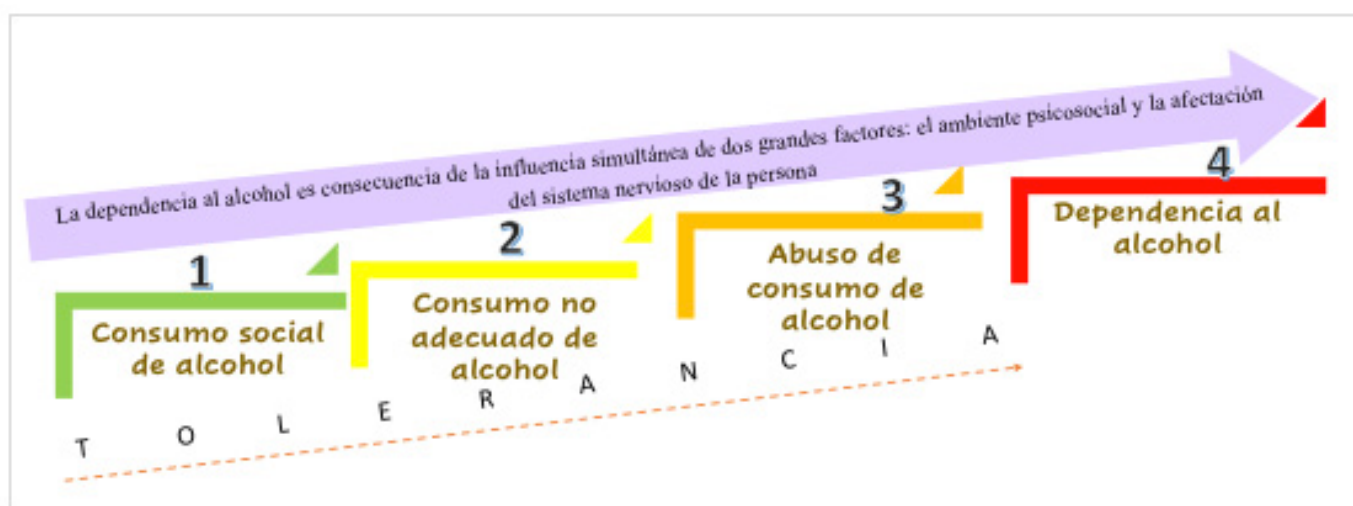 La dependencia al alcohol es consecuencia de la influencia simultánea de dos grandes factores: el ambiente psicosocial y la afectación
del sistema nervioso de la persona
1
Consumo social
de alcohol
2
Consumo no
adecuado de
alcohol
3
Abuso de
consumo de
alcohol
4
Dependencia al
alcohol
T O L E R A N C I A